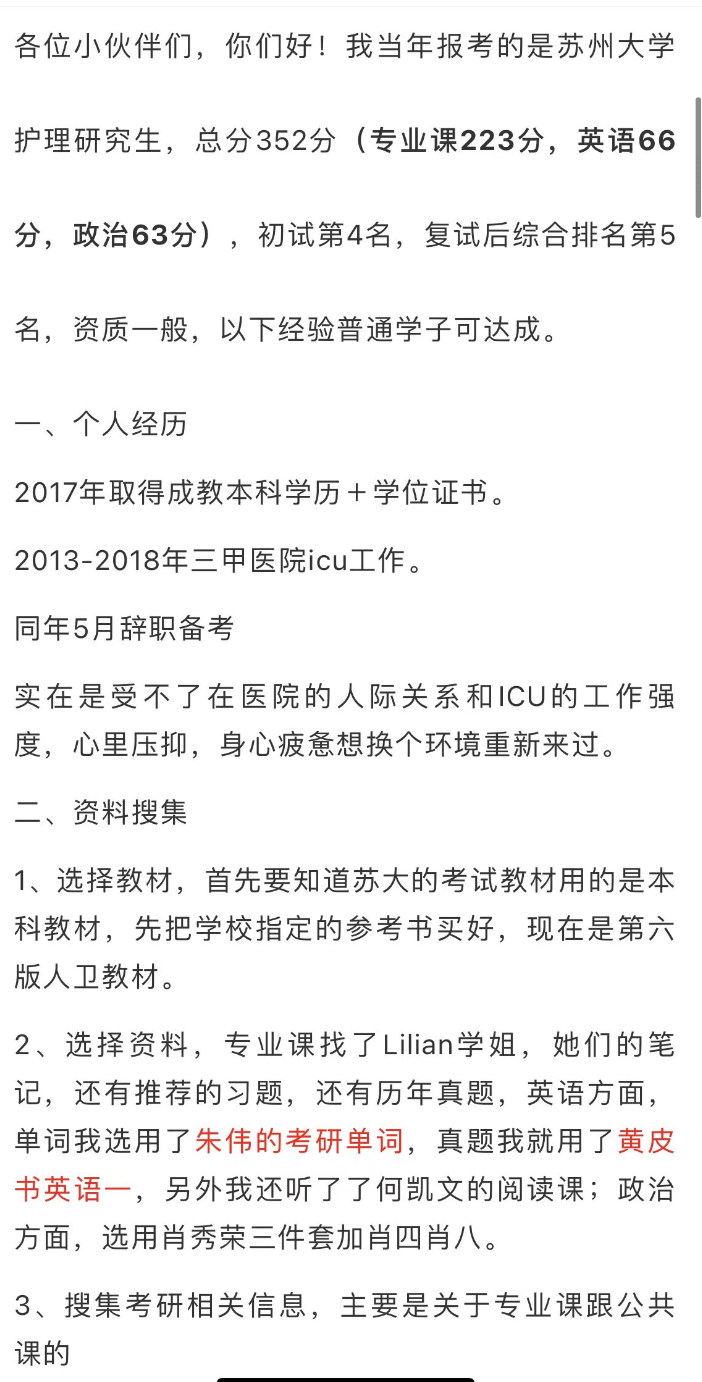 各位小伙伴们，你们好！我当年报考的是苏州大学
护理研究生，总分352分（专业课223分，英语66
分，政治63分），初试第4名，复试后综合排名第5
名，资质一般，以下经验普通学子可达成。
一、个人经历
2017年取得成教本科学历＋学位证书。
2013-2018年三甲医院icu工作。
同年5月辞职备考
实在是受不了在医院的人际关系和ICU的工作强
度，心里压抑，身心疲惫想换个环境重新来过。
二、资料搜集
1、选择教材，首先要知道苏大的考试教材用的是本
科教材，先把学校指定的参考书买好，现在是第六
版人卫教材。
2、选择资料，专业课找了Lilian学姐，她们的笔
记，还有推荐的习题，还有历年真题，英语方面，
单词我选用了朱伟的考研单词，真题我就用了黄皮
书英语一，另外我还听了了何凯文的阅读课；政治
方面，选用肖秀荣三件套加肖四肖八。
3、搜集考研相关信息，主要是关于专业课跟公共
课的